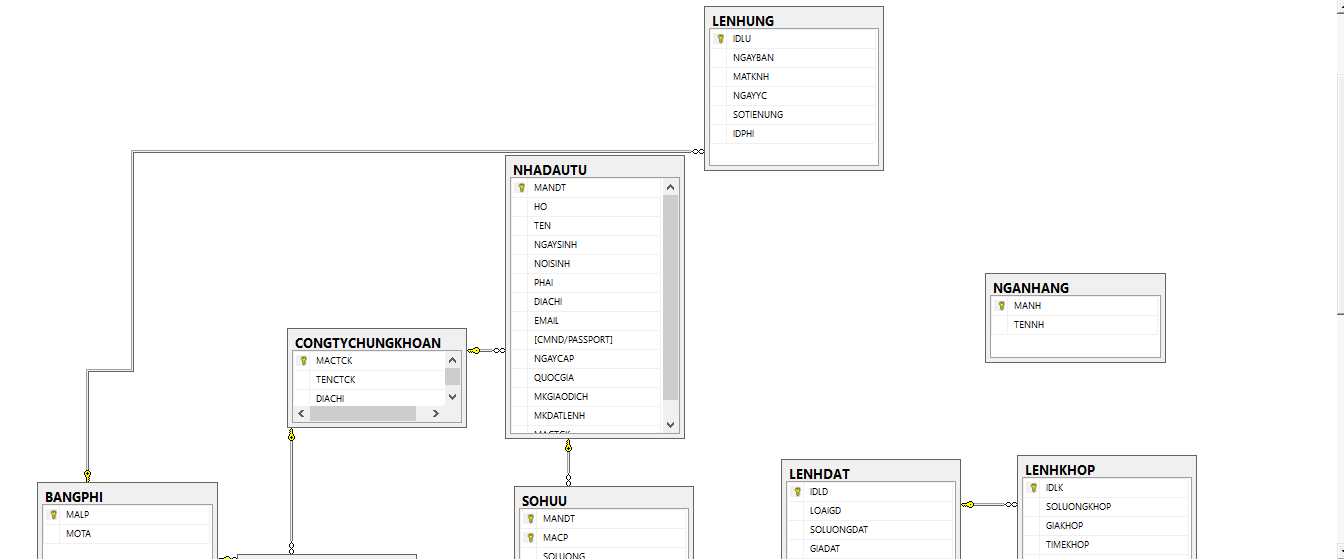 LENHUNG
IDLU
NGAYBAN
MATKNH
NGAYYC
SOTIENUNG
IDPHI
NHADAUTU
MANDT
HO
TEN
NGAYSINH
NOISINH
PHAI
DIACHI
EMAIL
[CMND/PASSPORT]
NGAYCAP
QUOCGIA
MKGIAODICH
MKDATLENH
NGANHANG
MANH
TENNH
CONGTYCHUNGKHOAN
MACTCK
TENCTCK
DIACHI
BANGPHI
MALP
MOTA
SOHUU
MANDT
MACP
SOLUONG
LENHDAT
IDLD
LOAIGD
SOLUONGDAT
GIADAT
LENHKHOP
IDLK
SOLUONGKHOP
GIAKHOP
TIMEKHOP